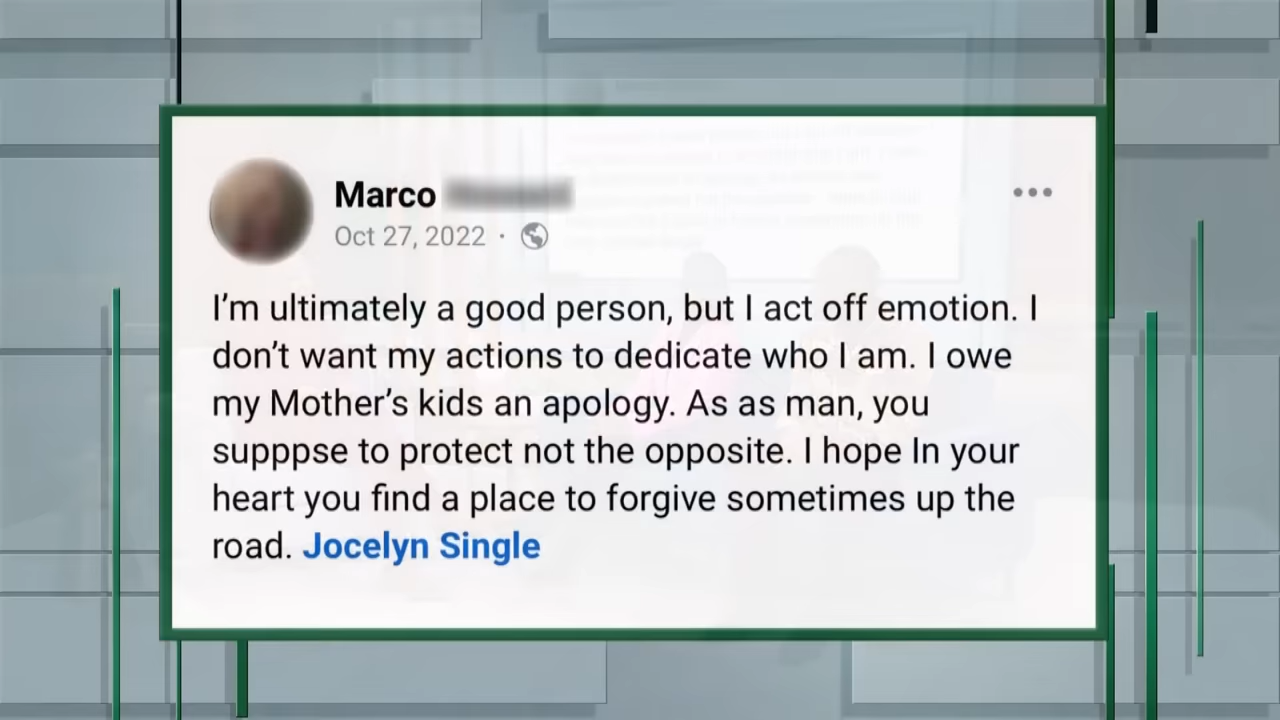 Marco
Oct 27, 2022 ·
I'm ultimately a good person, but I act off emotion. I
don't want my actions to dedicate who I am. I owe
my Mother's kids an apology. As as man, you
supppse to protect not the opposite. I hope In your
heart you find a place to forgive sometimes up the
road. Jocelyn Single